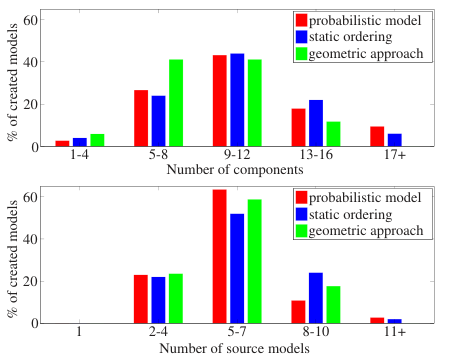 probabilistic model
static ordering
geometric approach
% of created models
60
40
20
0
1-4 5-8 9-12 13-16 17+
Number of components
probabilistic model
static ordering
geometric approach
% of created models
60
40
20
0
1 2-4 5-7 8-10 11+
Number of source models